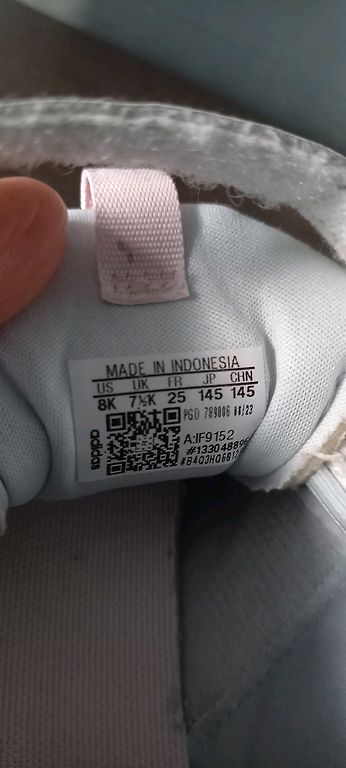 MADE IN INDONESIA
US UK FR JP CHN
8K 7½K 25 145 145
PGD 789006 11/23
adidas
A:IF9152